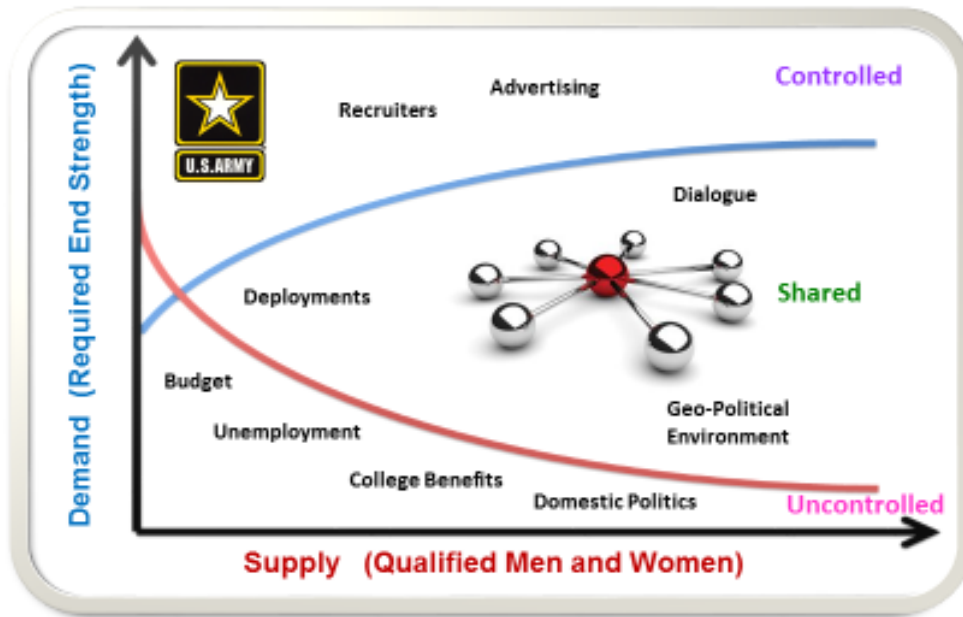 Advertising
Controlled
Recruiters
U.S.ARMY
Dialogue
Deployments
Shared
Budget
Geo-Political
Environment
Unemployment
College Benefits
Domestic Politics
Uncontrolled
Demand (Required End Strength)
Supply (Qualified Men and Women)